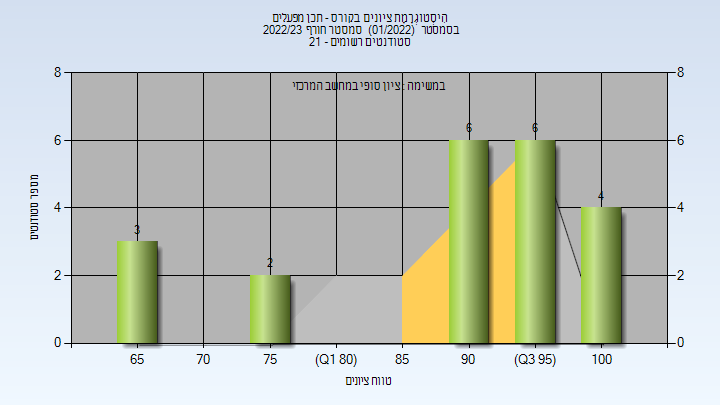 היסטוגרמת ציונים בקורס - תכן מפעלים
בסמסטר (01/2022) סמסטר חורף 2022/23
סטודנטים רשומים - 21
במשימה : ציון סופי במחשב המרכזי
8 8
6 6
4 4
2 2
0 0
מספר סטודנטים
3 2 6 6 4
65 70 75 (Q1 80) 85 90 (Q3 95) 100
טווח ציונים